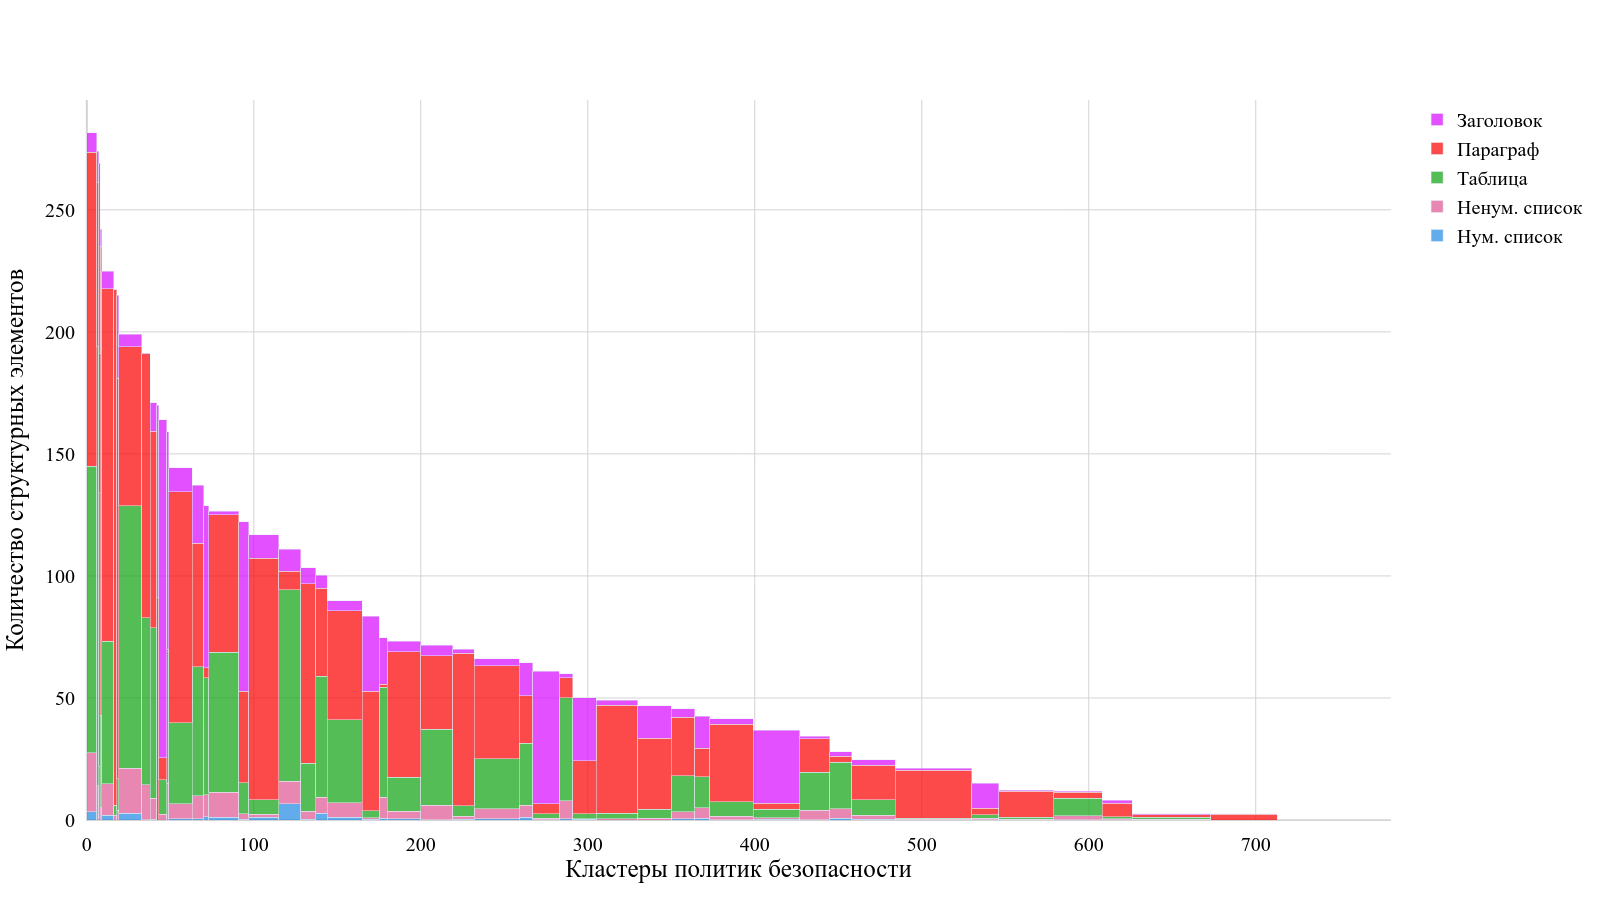 Количество структурных элементов
250
200
150
100
50
0
0 100 200 300 400 500 600 700
Кластеры политик безопасности
Заголовок
Параграф
Таблица
Ненум. список
Нум. список